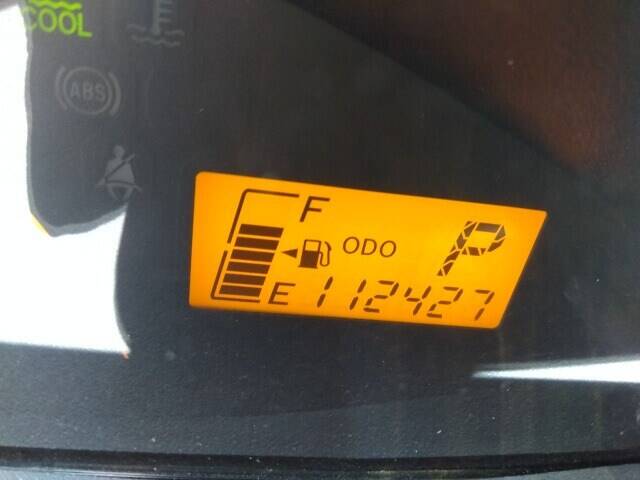 COOL
ABS
F
ODO
P
E 112427